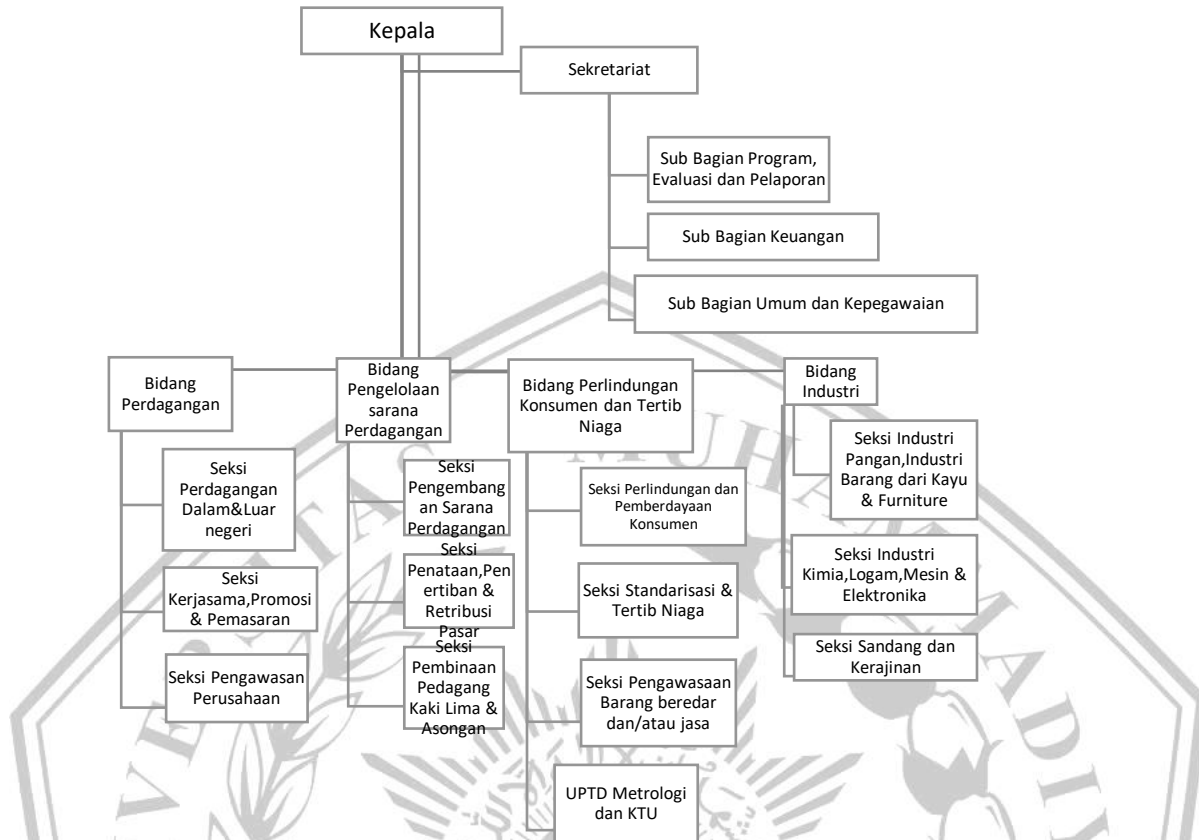 Kepala
Sekretariat
Sub Bagian Program,
Evaluasi dan Pelaporan
Sub Bagian Keuangan
Sub Bagian Umum dan Kepegawaian
Bidang
Perdagangan
Bidang
Pengelolaan
sarana
Perdagangan
Bidang Perlindungan
Konsumen dan Tertib
Niaga
Bidang
Industri
Seksi
Perdagangan
Dalam&Luar
negeri
Seksi
Kerjasama,Promosi
& Pemasaran
Seksi Pengawasan
Perusahaan
Seksi
Pengembang
an Sarana
Perdagangan
Seksi
Penataan,Pen
ertiban &
Retribusi
Pasar
Seksi
Pembinaan
Pedagang
Kaki Lima &
Asongan
Seksi Perlindungan dan
Pemberdayaan
Konsumen
Seksi Standarisasi &
Tertib Niaga
Seksi Pengawasaan
Barang beredar
dan/atau jasa
UPTD Metrologi
dan KTU
Seksi Industri
Pangan,Industri
Barang dari Kayu
& Furniture
Seksi Industri
Kimia,Logam,Mesin &
Elektronika
Seksi Sandang dan
Kerajinan